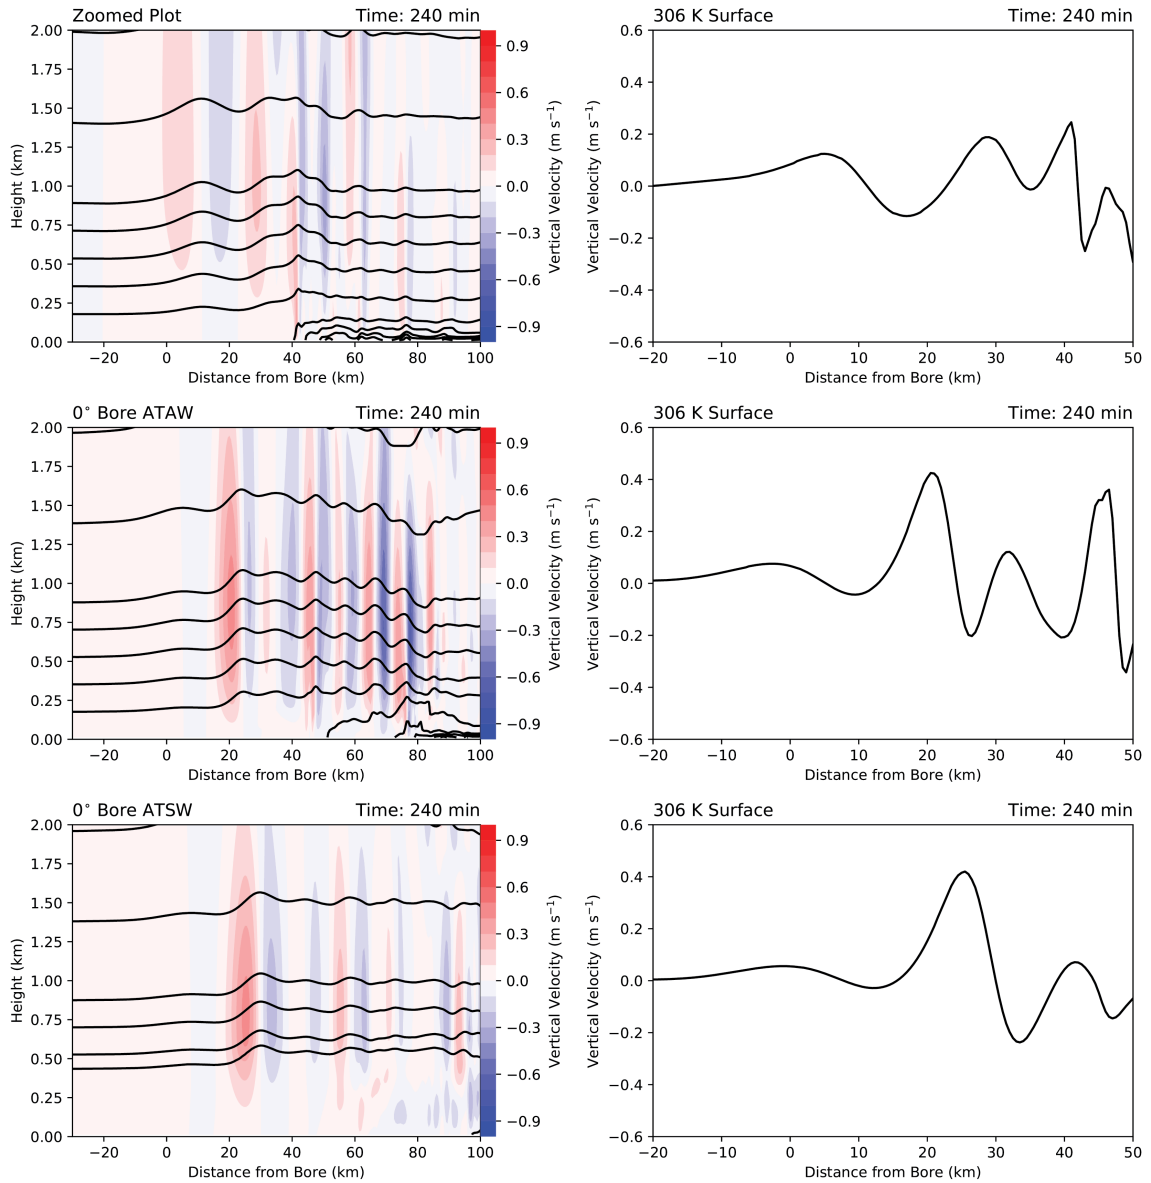 Zoomed Plot Time: 240 min
2.00
1.75
1.50
1.25
1.00
0.75
0.50
0.25
0.00
Height (km)
−20 0 20 40 60 80 100
Distance from Bore (km)
0.9
0.6
0.3
0.0
−0.3
−0.6
−0.9
Vertical Velocity (m s⁻¹)
306 K Surface Time: 240 min
0.6
0.4
0.2
0.0
−0.2
−0.4
−0.6
Vertical Velocity (m s⁻¹)
−20 −10 0 10 20 30 40 50
Distance from Bore (km)
0° Bore ATAW Time: 240 min
2.00
1.75
1.50
1.25
1.00
0.75
0.50
0.25
0.00
Height (km)
−20 0 20 40 60 80 100
Distance from Bore (km)
0.9
0.6
0.3
0.0
−0.3
−0.6
−0.9
Vertical Velocity (m s⁻¹)
306 K Surface Time: 240 min
0.6
0.4
0.2
0.0
−0.2
−0.4
−0.6
Vertical Velocity (m s⁻¹)
−20 −10 0 10 20 30 40 50
Distance from Bore (km)
0° Bore ATSW Time: 240 min
2.00
1.75
1.50
1.25
1.00
0.75
0.50
0.25
0.00
Height (km)
−20 0 20 40 60 80 100
Distance from Bore (km)
0.9
0.6
0.3
0.0
−0.3
−0.6
−0.9
Vertical Velocity (m s⁻¹)
306 K Surface Time: 240 min
0.6
0.4
0.2
0.0
−0.2
−0.4
−0.6
Vertical Velocity (m s⁻¹)
−20 −10 0 10 20 30 40 50
Distance from Bore (km)